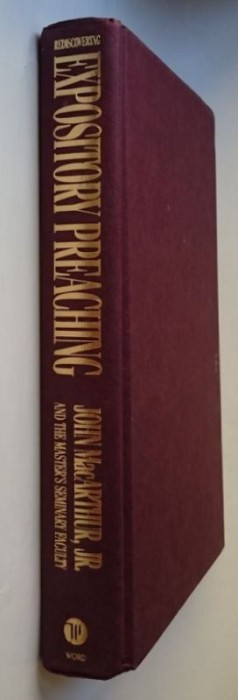 REDISCOVERING
EXPOSITORY PREACHING
JOHN MacARTHUR, JR.
AND THE MASTER'S SEMINARY FACULTY
WORD